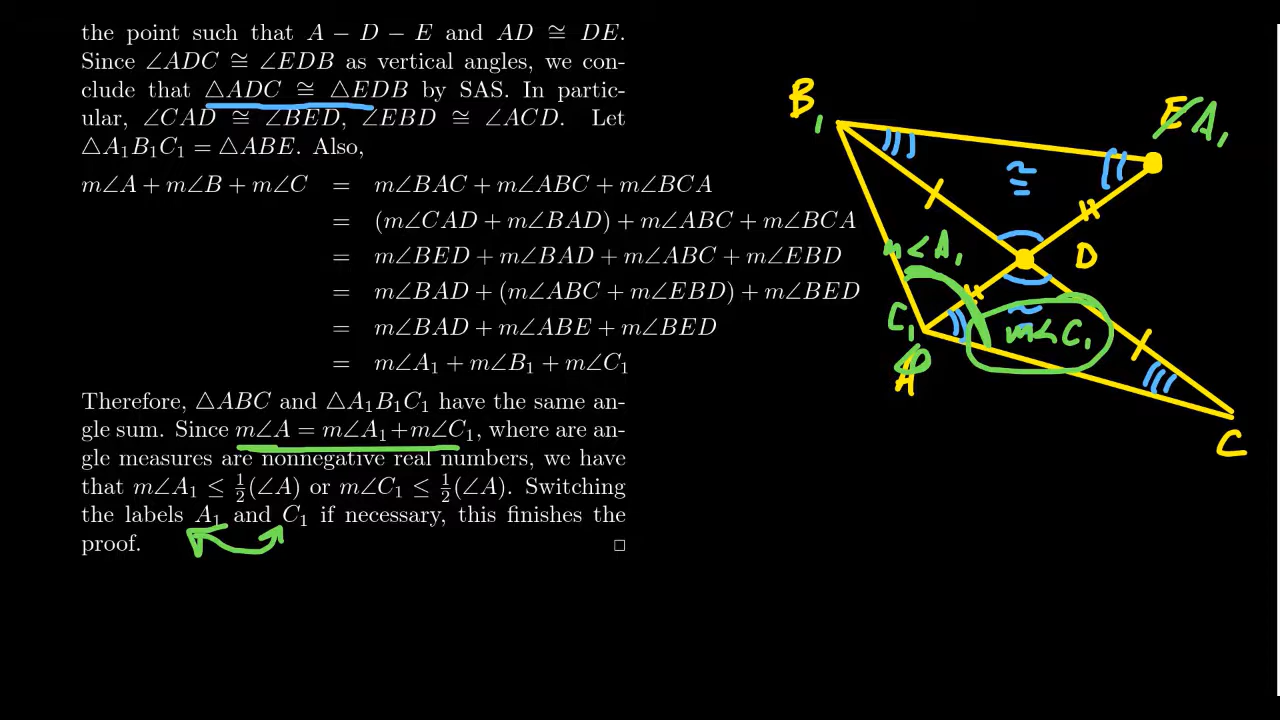 the point such that A − D − E and AD ≅ DE.
Since ∠ADC ≅ ∠EDB as vertical angles, we con-
clude that △ADC ≅ △EDB by SAS. In partic-
ular, ∠CAD ≅ ∠BED, ∠EBD ≅ ∠ACD. Let
△A₁B₁C₁ = △ABE. Also,
m∠A + m∠B + m∠C = m∠BAC + m∠ABC + m∠BCA
= (m∠CAD + m∠BAD) + m∠ABC + m∠BCA
= m∠BED + m∠BAD + m∠ABC + m∠EBD
= m∠BAD + (m∠ABC + m∠EBD) + m∠BED
= m∠BAD + m∠ABE + m∠BED
= m∠A₁ + m∠B₁ + m∠C₁
Therefore, △ABC and △A₁B₁C₁ have the same an-
gle sum. Since m∠A = m∠A₁+m∠C₁, where are an-
gle measures are nonnegative real numbers, we have
that m∠A₁ ≤ ½(∠A) or m∠C₁ ≤ ½(∠A). Switching
the labels A₁ and C₁ if necessary, this finishes the
proof. □
B₁
E A₁
≅
D
m∠A₁
C₁
≅
m∠C₁
A
C